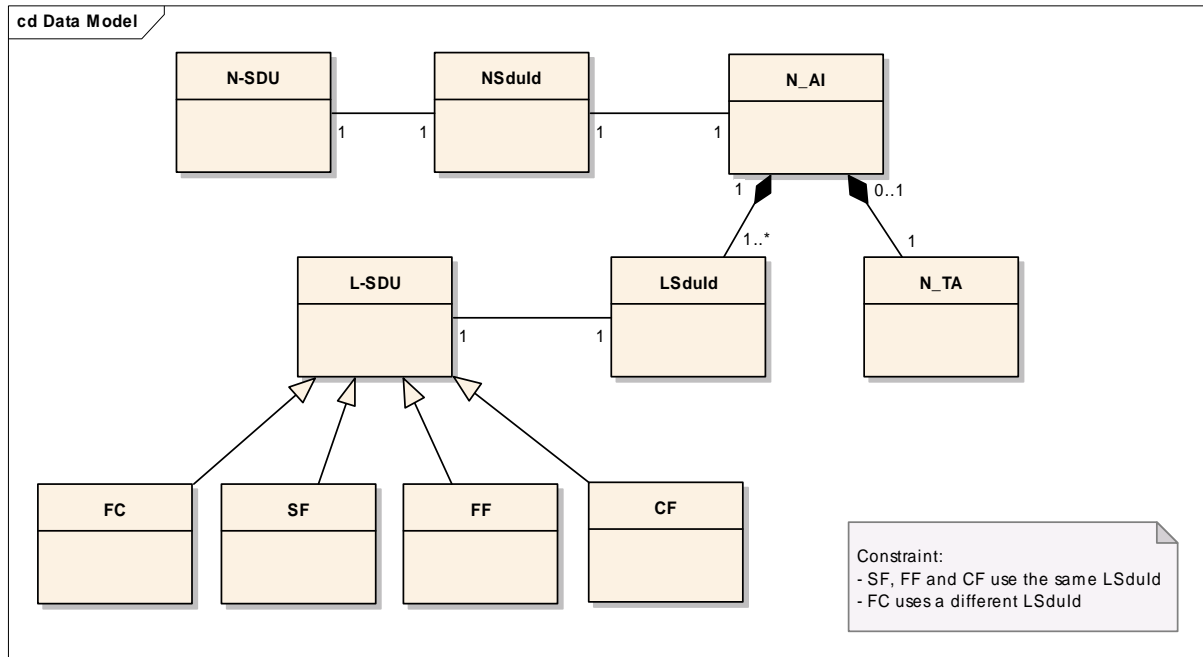 cd Data Model
N-SDU
NSduId
N_AI
1
1
1
1
1
0..1
1..*
1
L-SDU
LSduId
N_TA
1
1
FC
SF
FF
CF
Constraint:
- SF, FF and CF use the same LSduId
- FC uses a different LSduId